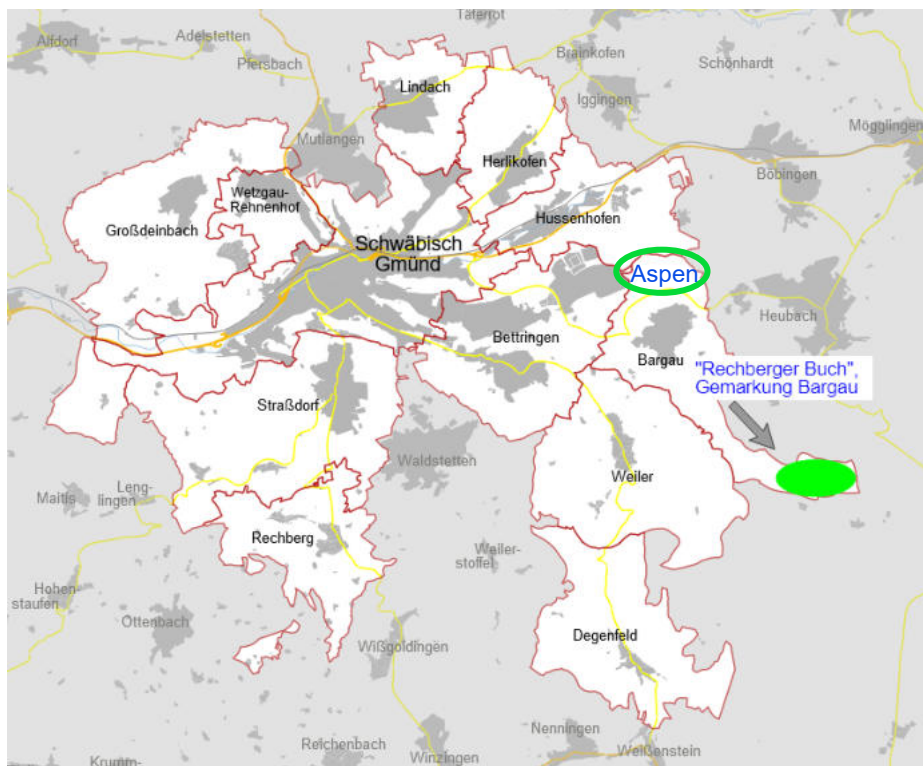 Täferrot
Alfdorf
Adelstetten
Pfersbach
Brainkofen
Schönhardt
Lindach
Iggingen
Mutlangen
Mögglingen
Herlikofen
Böbingen
Wetzgau-
Rehnenhof
Großdeinbach
Hussenhofen
Schwäbisch
Gmünd
Aspen
Heubach
Bettringen
Bargau
"Rechberger Buch",
Gemarkung Bargau
Straßdorf
Waldstetten
Weiler
Maitis
Leng-
lingen
Rechberg
Weiler-
stoffel
Hohen-
staufen
Ottenbach
Degenfeld
Wißgoldingen
Nenningen
Reichenbach
Weißenstein
Winzingen
Krumm-